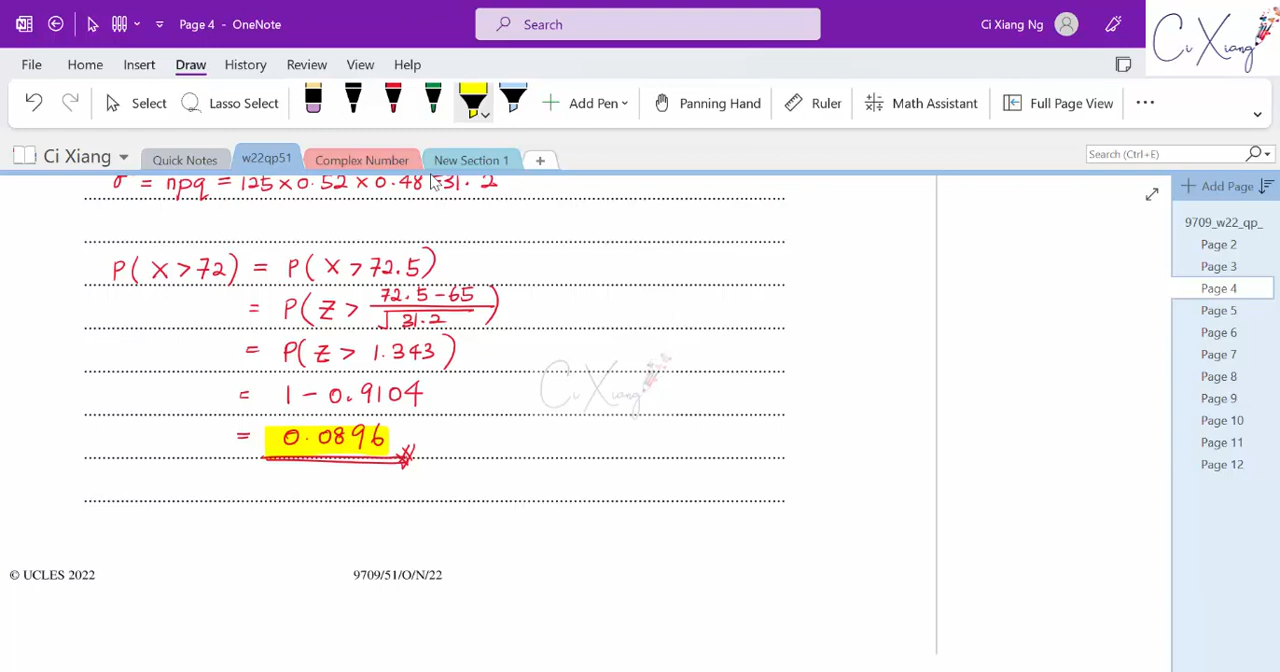 Page 4 - OneNote
Search
Ci Xiang Ng
Ci Xiang
File Home Insert Draw History Review View Help
Select Lasso Select Add Pen Panning Hand Ruler Math Assistant Full Page View ...
Ci Xiang Quick Notes w22qp51 Complex Number New Section 1 + Search (Ctrl+E)
Add Page
9709_w22_qp_
Page 2
Page 3
Page 4
Page 5
Page 6
Page 7
Page 8
Page 9
Page 10
Page 11
Page 12
σ = npq = 125 × 0.52 × 0.48 = 31.2
P(X > 72) = P(X > 72.5)
= P(Z > (72.5 - 65)/√31.2)
= P(Z > 1.343)
= 1 - 0.9104
= 0.0896
Ci Xiang
© UCLES 2022 9709/51/O/N/22